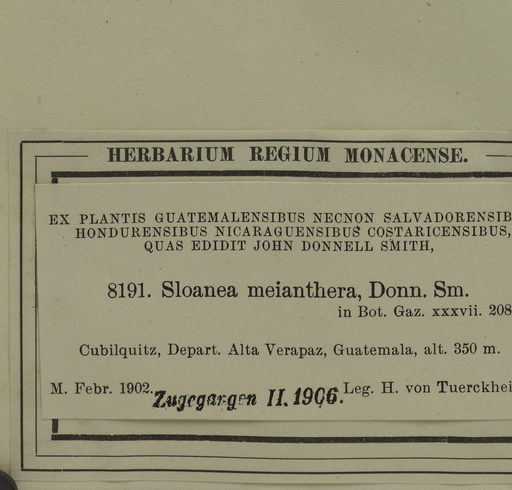 HERBARIUM REGIUM MONACENSE.
EX PLANTIS GUATEMALENSIBUS NECNON SALVADORENSIB
HONDURENSIBUS NICARAGUENSIBUS COSTARICENSIBUS,
QUAS EDIDIT JOHN DONNELL SMITH,
8191. Sloanea meianthera, Donn. Sm.
in Bot. Gaz. xxxvii. 208
Cubilquitz, Depart. Alta Verapaz, Guatemala, alt. 350 m.
M. Febr. 1902. Leg. H. von Tuerckhei
Zugegangen II. 1906.